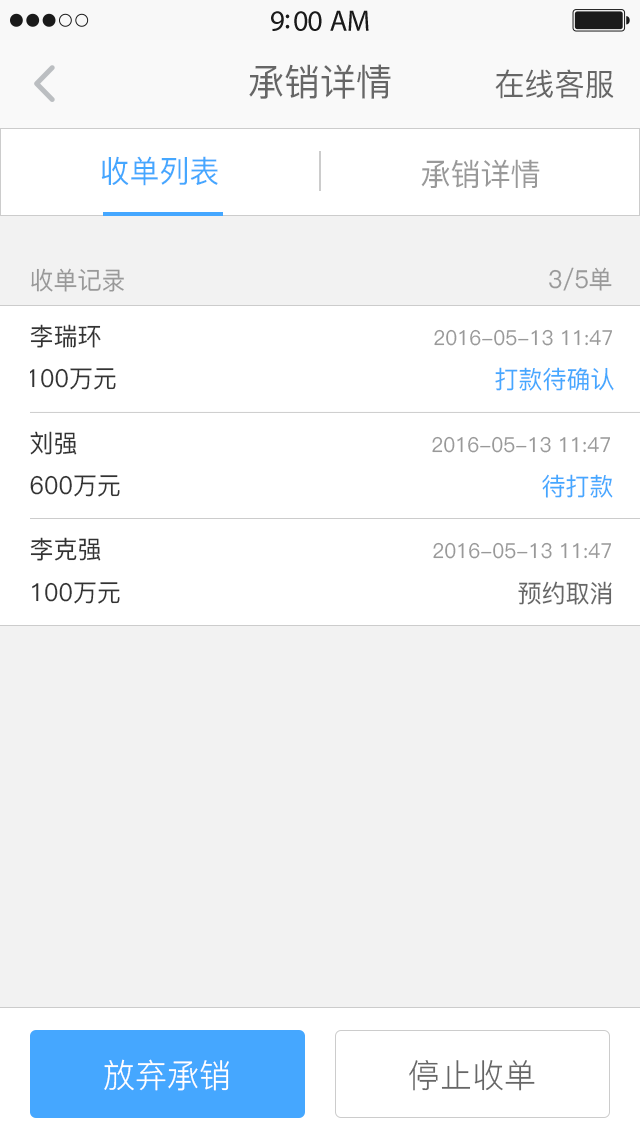 9:00 AM
承销详情 在线客服
收单列表 承销详情
收单记录 3/5单
李瑞环 2016-05-13 11:47
100万元 打款待确认
刘强 2016-05-13 11:47
600万元 待打款
李克强 2016-05-13 11:47
100万元 预约取消
放弃承销 停止收单